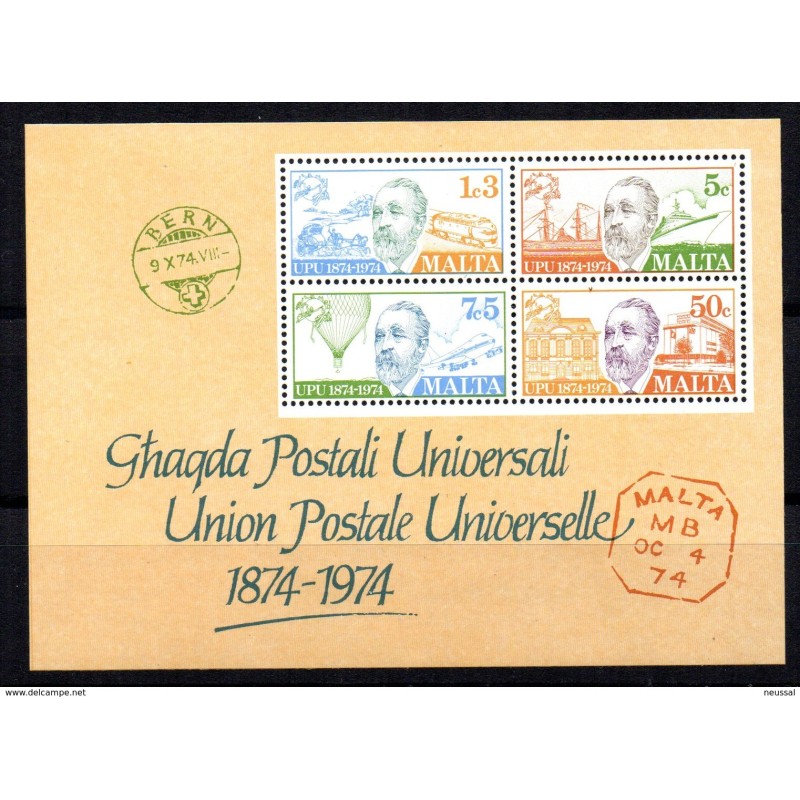 BERN
9 X 74.VIII-
1c3
UPU 1874-1974 MALTA
5c
UPU 1874-1974 MALTA
7c5
UPU 1874-1974 MALTA
50c
UPU 1874-1974 MALTA
Għaqda Postali Universali
Union Postale Universelle
1874-1974
MALTA
MB
OC 4
74
www.delcampe.net
neussal